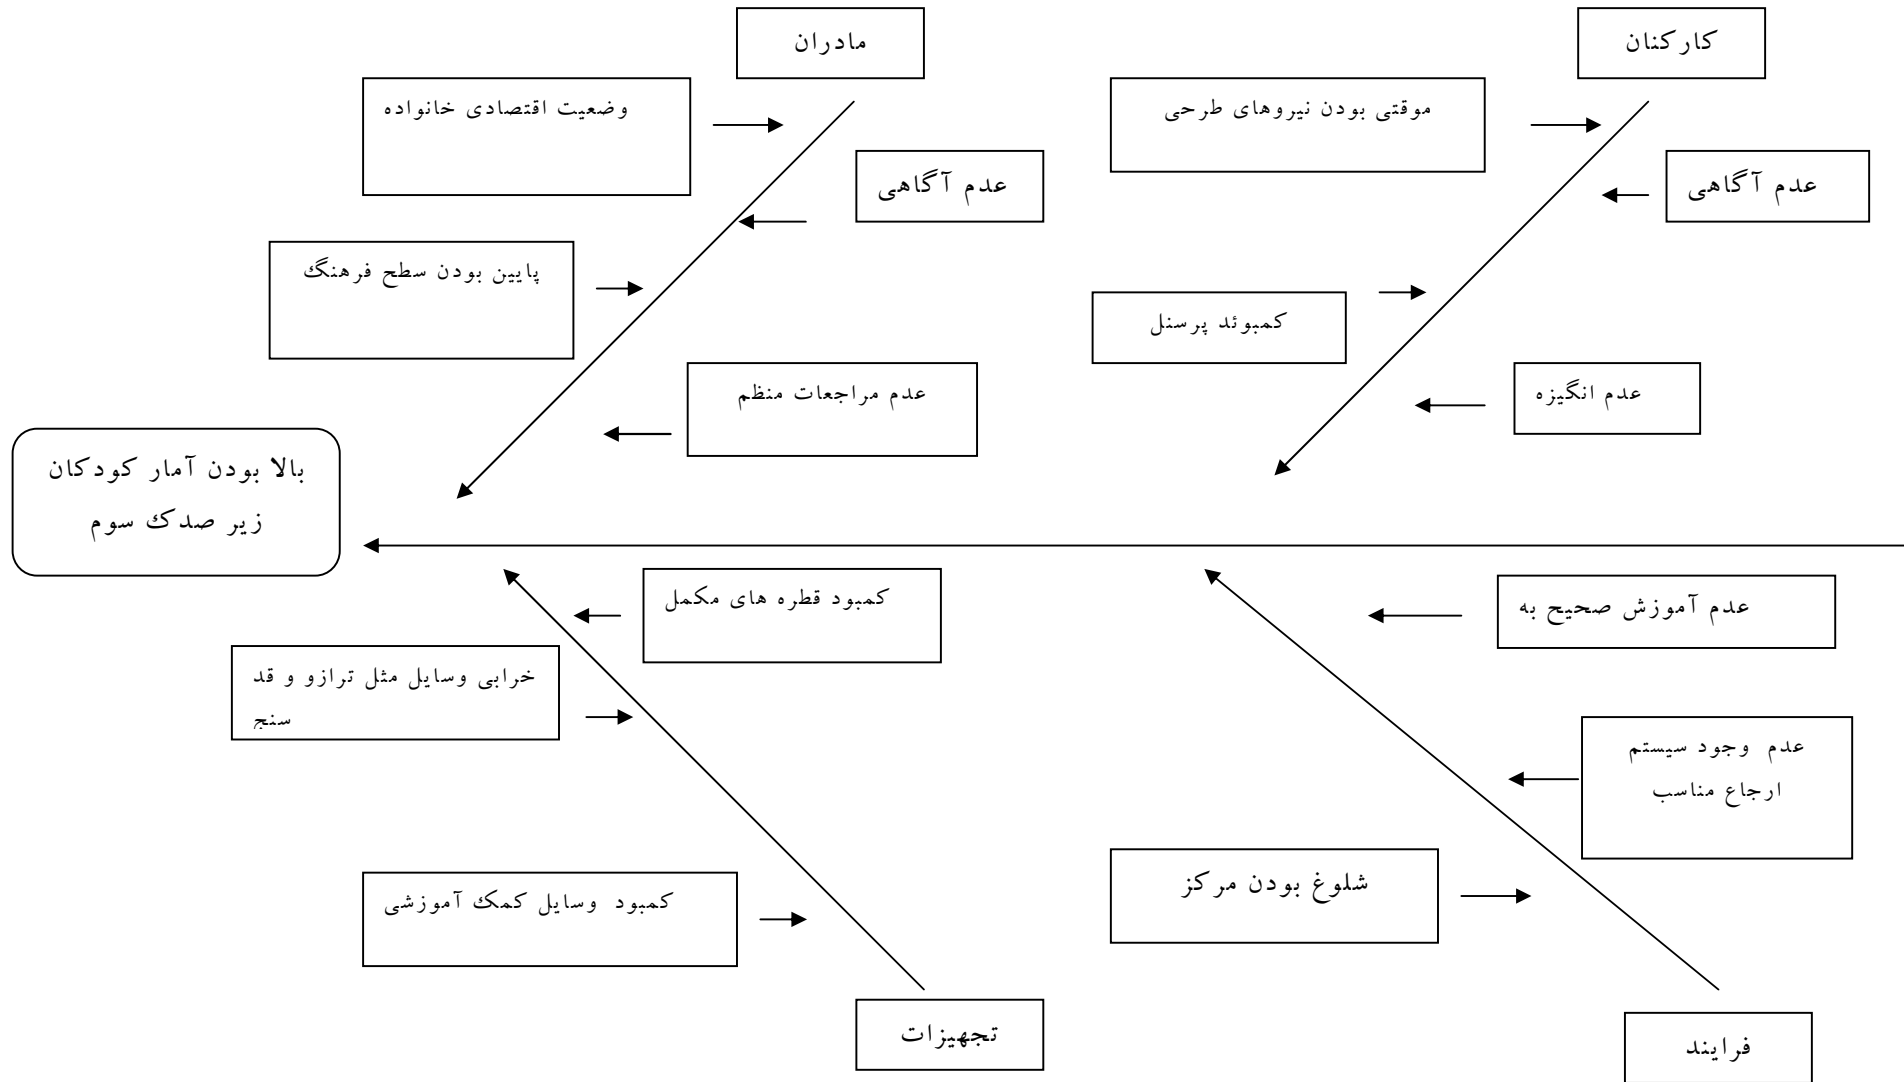 کارکنان
مادران
موقتی بودن نیروهای طرحی
وضعیت اقتصادی خانواده
عدم آگاهی
عدم آگاهی
پایین بودن سطح فرهنگ
کمبوئد پرسنل
عدم انگیزه
عدم مراجعات منظم
بالا بودن آمار کودکان
زیر صدک سوم
عدم آموزش صحیح به
کمبود قطره های مکمل
خرابی وسایل مثل ترازو و قد
سنج
عدم وجود سیستم
ارجاع مناسب
شلوغ بودن مرکز
کمبود وسایل کمک آموزشی
تجهیزات
فرایند